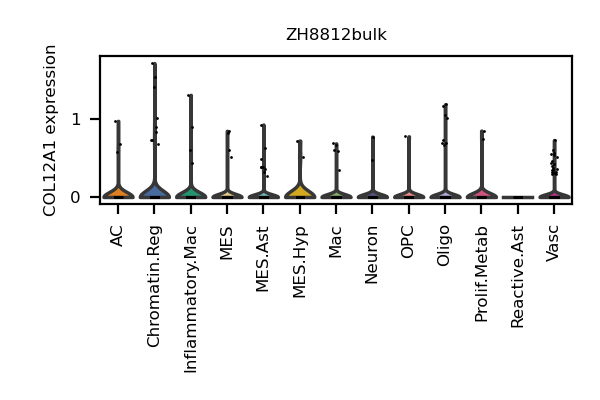 ZH8812bulk
COL12A1 expression
1
0
AC
Chromatin.Reg
Inflammatory.Mac
MES
MES.Ast
MES.Hyp
Mac
Neuron
OPC
Oligo
Prolif.Metab
Reactive.Ast
Vasc